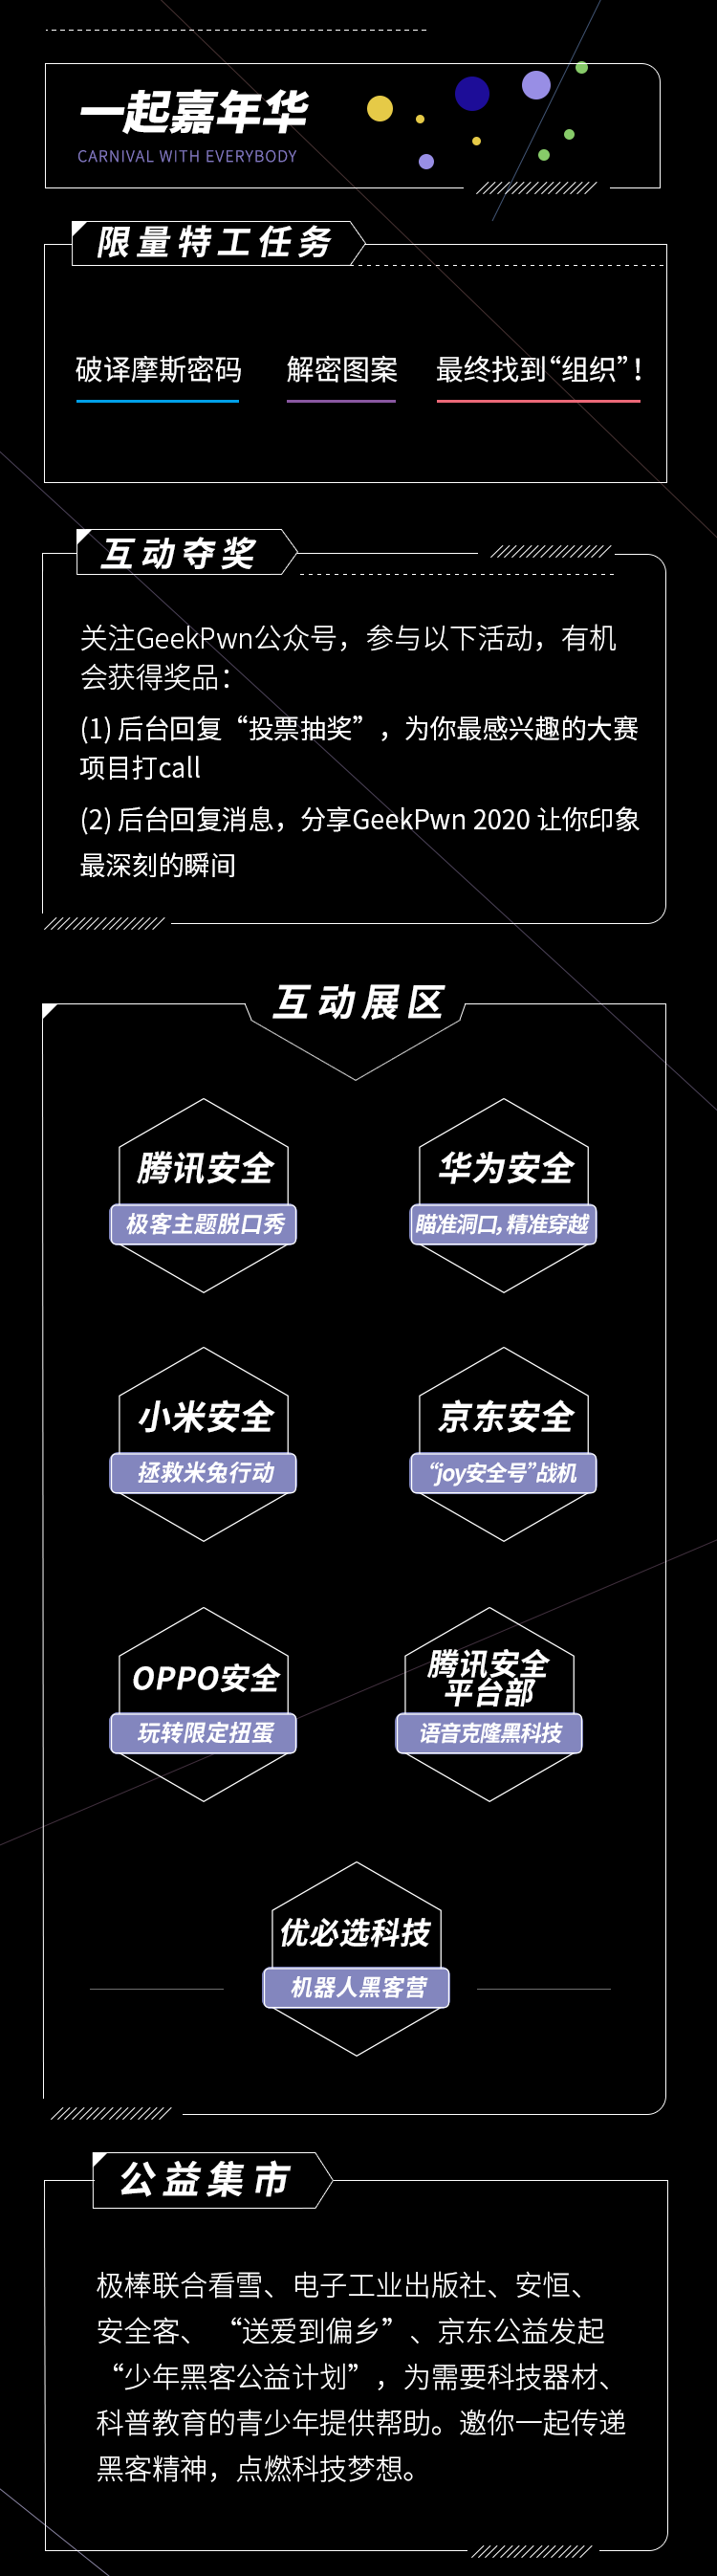 一起嘉年华
CARNIVAL WITH EVERYBODY
限量特工任务
破译摩斯密码 解密图案 最终找到“组织”！
互动夺奖
关注GeekPwn公众号，参与以下活动，有机
会获得奖品：
(1) 后台回复“投票抽奖”，为你最感兴趣的大赛
项目打call
(2) 后台回复消息，分享GeekPwn 2020 让你印象
最深刻的瞬间
互动展区
腾讯安全
极客主题脱口秀
华为安全
瞄准洞口，精准穿越
小米安全
拯救米兔行动
京东安全
“joy安全号”战机
OPPO安全
玩转限定扭蛋
腾讯安全
平台部
语音克隆黑科技
优必选科技
机器人黑客营
公益集市
极棒联合看雪、电子工业出版社、安恒、
安全客、“送爱到偏乡”、京东公益发起
“少年黑客公益计划”，为需要科技器材、
科普教育的青少年提供帮助。邀你一起传递
黑客精神，点燃科技梦想。